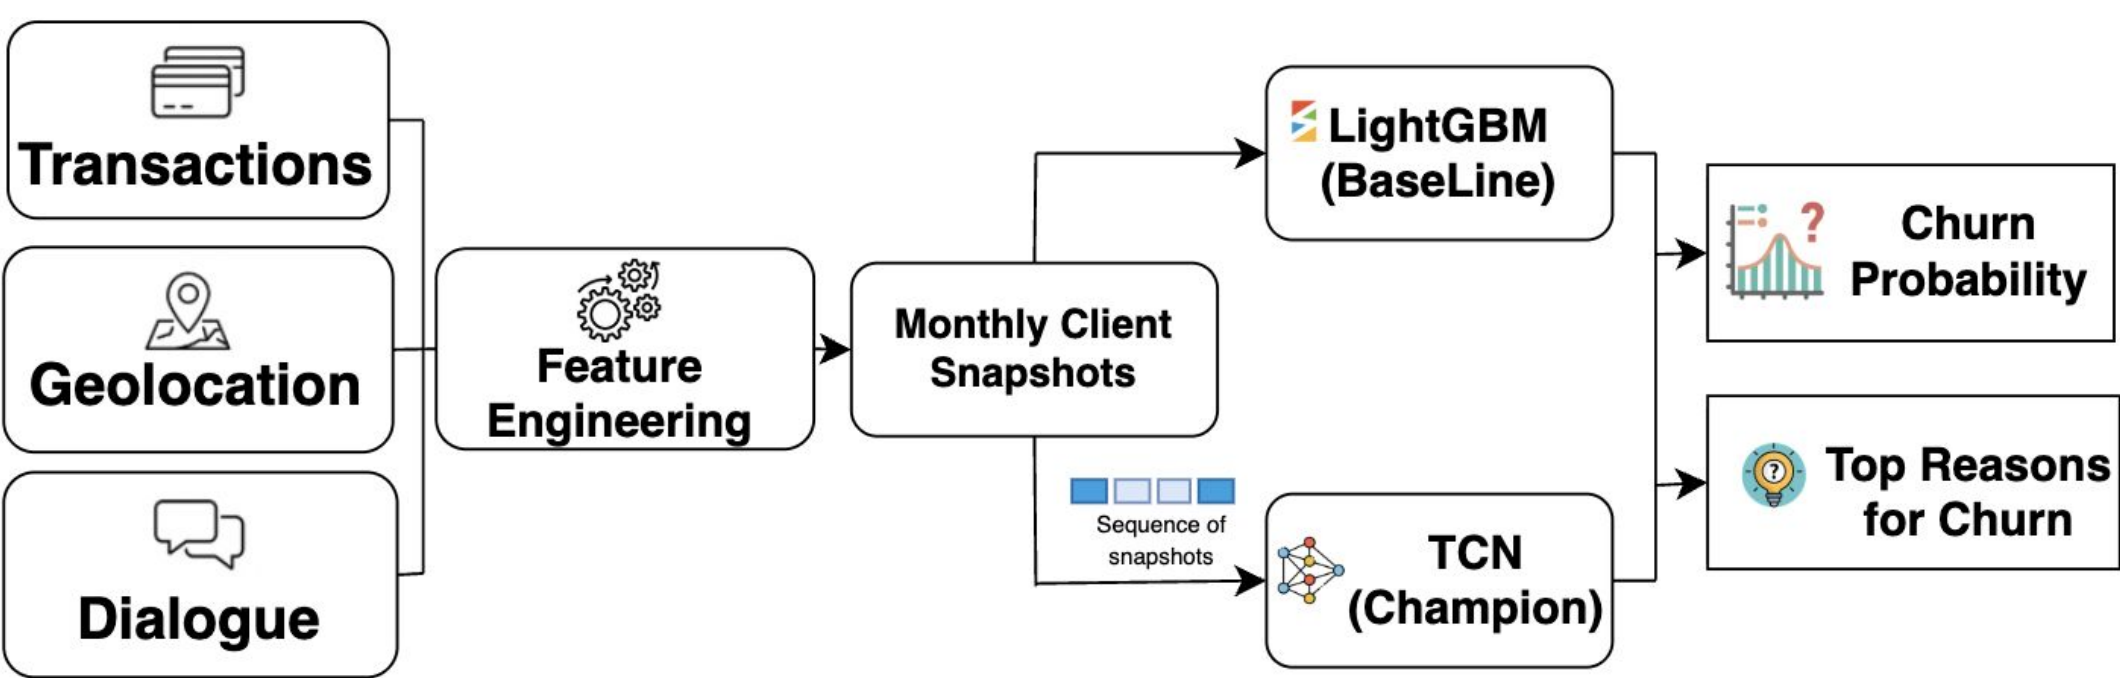 Transactions
Geolocation
Dialogue
Feature
Engineering
Monthly Client
Snapshots
LightGBM
(BaseLine)
Sequence of
snapshots
TCN
(Champion)
?
Churn
Probability
?
Top Reasons
for Churn